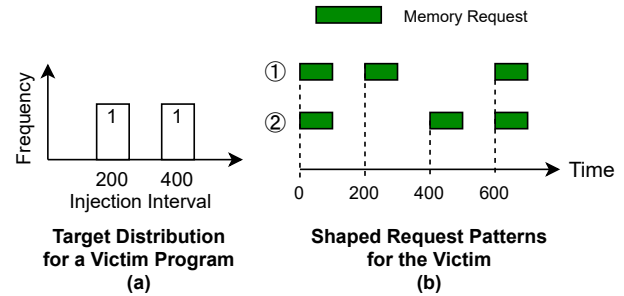 Memory Request
Frequency
1 1
200 400
Injection Interval
Target Distribution
for a Victim Program
(a)
①
②
0 200 400 600
Time
Shaped Request Patterns
for the Victim
(b)